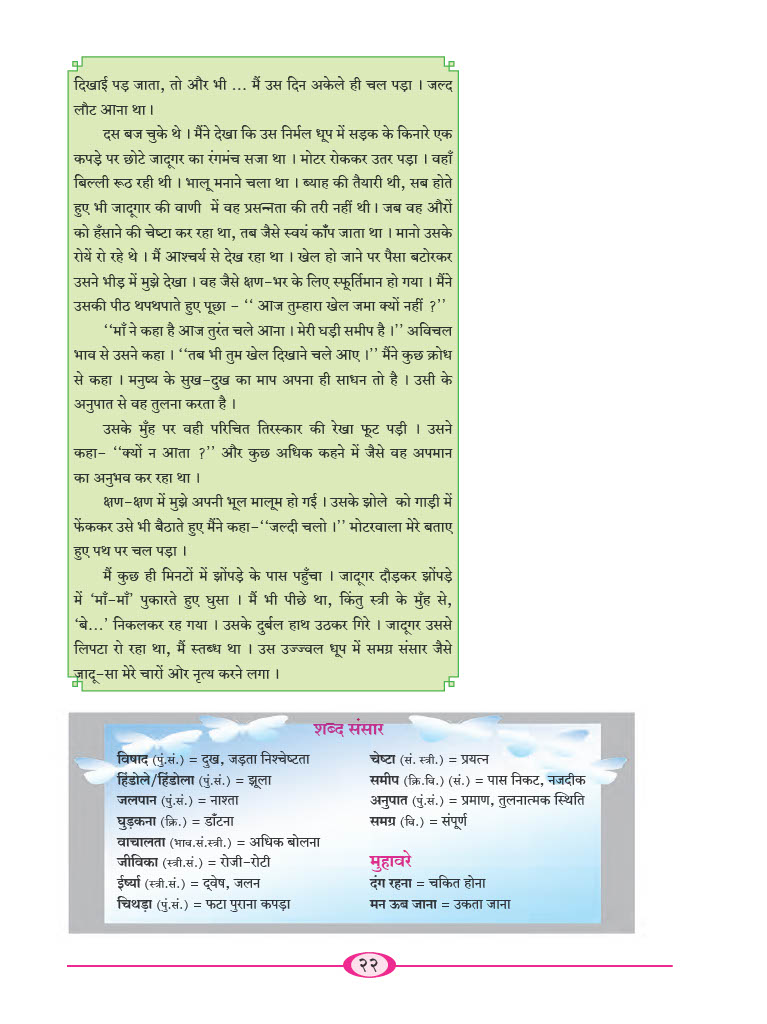 दिखाई पड़ जाता, तो और भी ... मैं उस दिन अकेले ही चल पड़ा । जल्द
लौट आना था ।
दस बज चुके थे । मैंने देखा कि उस निर्मल धूप में सड़क के किनारे एक
कपड़े पर छोटे जादूगर का रंगमंच सजा था । मोटर रोककर उतर पड़ा । वहाँ
बिल्ली रूठ रही थी । भालू मनाने चला था । ब्याह की तैयारी थी, सब होते
हुए भी जादूगार की वाणी में वह प्रसन्नता की तरी नहीं थी । जब वह औरों
को हँसाने की चेष्टा कर रहा था, तब जैसे स्वयं काँप जाता था । मानो उसके
रोयें रो रहे थे । मैं आश्चर्य से देख रहा था । खेल हो जाने पर पैसा बटोरकर
उसने भीड़ में मुझे देखा । वह जैसे क्षण-भर के लिए स्फूर्तिमान हो गया । मैंने
उसकी पीठ थपथपाते हुए पूछा - ‘‘ आज तुम्हारा खेल जमा क्यों नहीं ?’’
‘‘माँ ने कहा है आज तुरंत चले आना । मेरी घड़ी समीप है ।’’ अविचल
भाव से उसने कहा । ‘‘तब भी तुम खेल दिखाने चले आए ।’’ मैंने कुछ क्रोध
से कहा । मनुष्य के सुख-दुख का माप अपना ही साधन तो है । उसी के
अनुपात से वह तुलना करता है ।
उसके मुँह पर वही परिचित तिरस्कार की रेखा फूट पड़ी । उसने
कहा- ‘‘क्यों न आता ?’’ और कुछ अधिक कहने में जैसे वह अपमान
का अनुभव कर रहा था ।
क्षण-क्षण में मुझे अपनी भूल मालूम हो गई । उसके झोले को गाड़ी में
फेंककर उसे भी बैठाते हुए मैंने कहा-‘‘जल्दी चलो ।’’ मोटरवाला मेरे बताए
हुए पथ पर चल पड़ा ।
मैं कुछ ही मिनटों में झोंपड़े के पास पहुँचा । जादूगर दौड़कर झोंपड़े
में ‘माँ-माँ’ पुकारते हुए घुसा । मैं भी पीछे था, किंतु स्त्री के मुँह से,
‘बे...’ निकलकर रह गया । उसके दुर्बल हाथ उठकर गिरे । जादूगर उससे
लिपटा रो रहा था, मैं स्तब्ध था । उस उज्ज्वल धूप में समग्र संसार जैसे
जादू-सा मेरे चारों ओर नृत्य करने लगा ।
शब्द संसार
विषाद (पुं.सं.) = दुख, जड़ता निश्चेष्टता
हिंडोले/हिंडोला (पुं.सं.) = झूला
जलपान (पुं.सं.) = नाश्ता
घुड़कना (क्रि.) = डाँटना
वाचालता (भाव.सं.स्त्री.) = अधिक बोलना
जीविका (स्त्री.सं.) = रोजी-रोटी
ईर्ष्या (स्त्री.सं.) = द्वेष, जलन
चिथड़ा (पुं.सं.) = फटा पुराना कपड़ा
चेष्टा (सं. स्त्री.) = प्रयत्न
समीप (क्रि.वि.) (सं.) = पास निकट, नजदीक
अनुपात (पुं.सं.) = प्रमाण, तुलनात्मक स्थिति
समग्र (वि.) = संपूर्ण
मुहावरे
दंग रहना = चकित होना
मन ऊब जाना = उकता जाना
२२